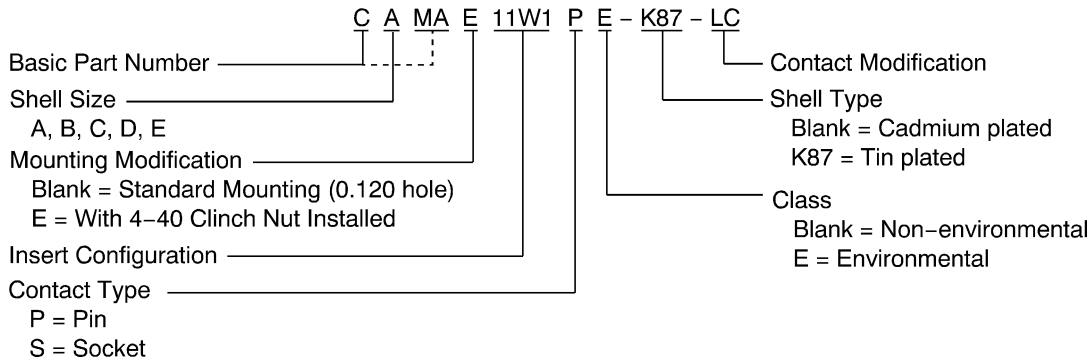 C A MA E 11W1 P E – K87 – LC
Basic Part Number
Shell Size
A, B, C, D, E
Mounting Modification
Blank = Standard Mounting (0.120 hole)
E = With 4–40 Clinch Nut Installed
Insert Configuration
Contact Type
P = Pin
S = Socket
Contact Modification
Shell Type
Blank = Cadmium plated
K87 = Tin plated
Class
Blank = Non–environmental
E = Environmental